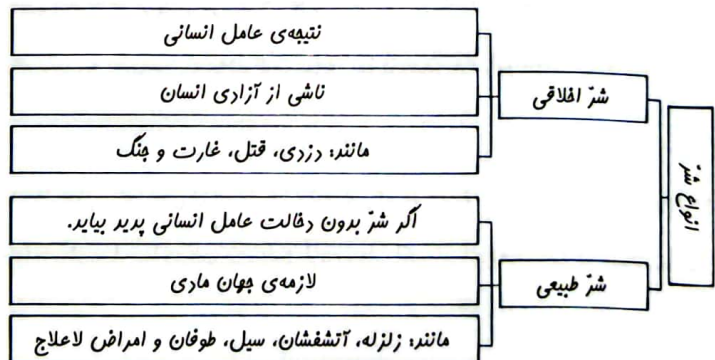 انواع شرّ
شرّ اخلاقی
نتیجه‌ی عامل انسانی
ناشی از آزادی انسان
مانند: دزدی، قتل، غارت و جنگ
شرّ طبیعی
اگر شرّ بدون دخالت عامل انسانی پدید بیاید.
لازمه‌ی جهان مادی
مانند: زلزله، آتشفشان، سیل، طوفان و امراض لاعلاج